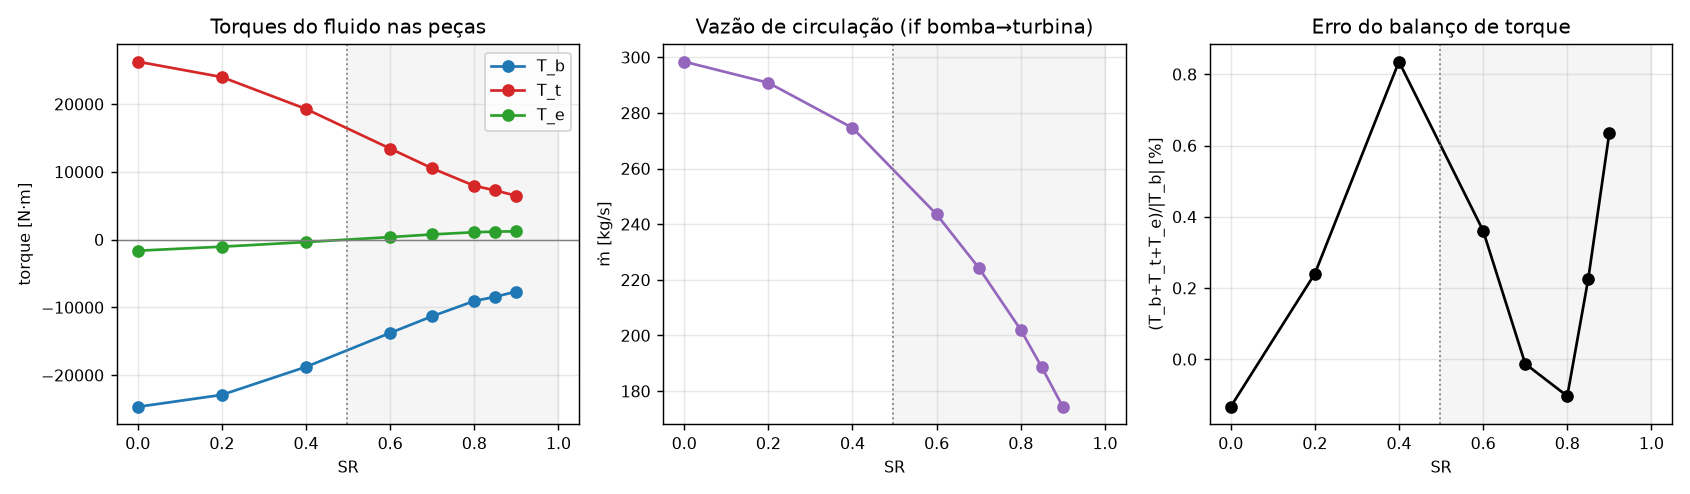 Torques do fluido nas peças
torque [N·m]
20000
10000
0
−10000
−20000
0.0 0.2 0.4 0.6 0.8 1.0
SR
T_b
T_t
T_e
Vazão de circulação (if bomba→turbina)
ṁ [kg/s]
300
280
260
240
220
200
180
0.0 0.2 0.4 0.6 0.8 1.0
SR
Erro do balanço de torque
(T_b+T_t+T_e)/|T_b| [%]
0.8
0.6
0.4
0.2
0.0
0.0 0.2 0.4 0.6 0.8 1.0
SR